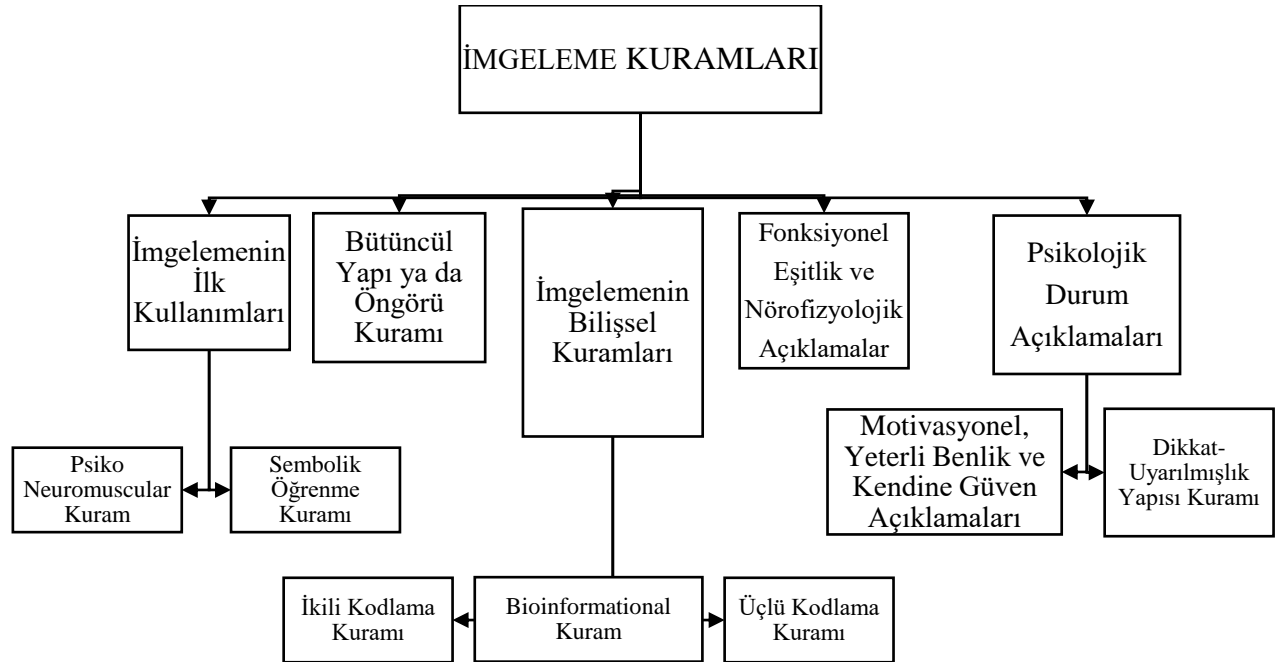 İMGELEME KURAMLARI
İmgelemenin
İlk
Kullanımları
Bütüncül
Yapı ya da
Öngörü
Kuramı
İmgelemenin
Bilişsel
Kuramları
Fonksiyonel
Eşitlik ve
Nörofizyolojik
Açıklamalar
Psikolojik
Durum
Açıklamaları
Psiko
Neuromuscular
Kuram
Sembolik
Öğrenme
Kuramı
Motivasyonel,
Yeterli Benlik ve
Kendine Güven
Açıklamaları
Dikkat-
Uyarılmışlık
Yapısı Kuramı
İkili Kodlama
Kuramı
Bioinformational
Kuram
Üçlü Kodlama
Kuramı